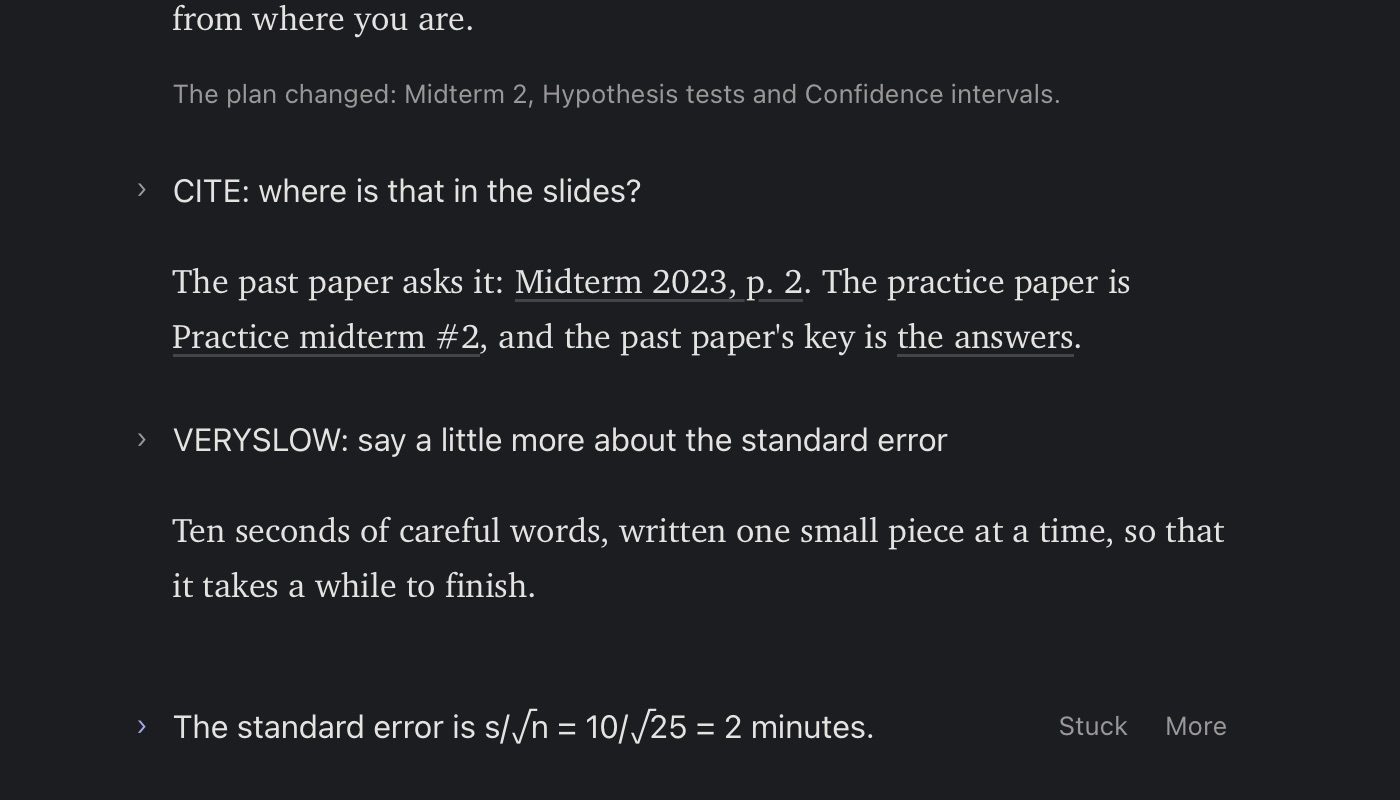 from where you are.
The plan changed: Midterm 2, Hypothesis tests and Confidence intervals.
› CITE: where is that in the slides?
The past paper asks it: Midterm 2023, p. 2. The practice paper is
Practice midterm #2, and the past paper's key is the answers.
› VERYSLOW: say a little more about the standard error
Ten seconds of careful words, written one small piece at a time, so that
it takes a while to finish.
› The standard error is s/√n = 10/√25 = 2 minutes. Stuck More